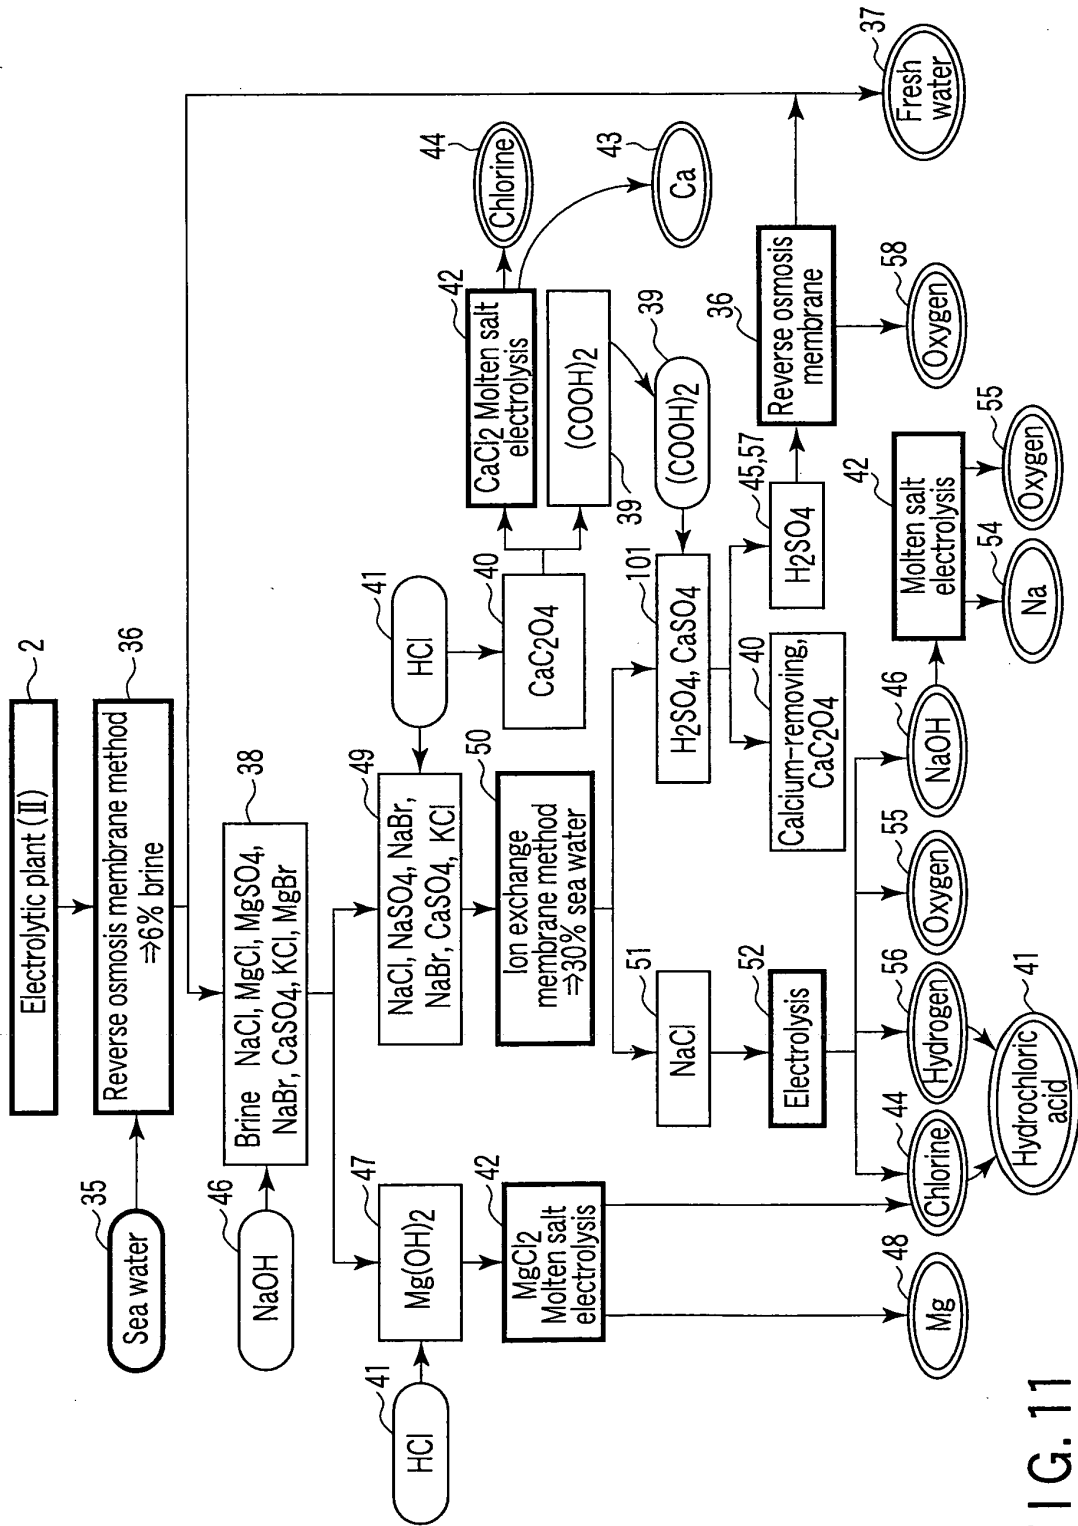 Electrolytic plant (II)
2
Sea water
35
Reverse osmosis membrane method
⇒6% brine
36
NaOH
46
Brine NaCl, MgCl, MgSO4,
NaBr, CaSO4, KCl, MgBr
38
HCl
41
Mg(OH)2
47
NaCl, NaSO4, NaBr,
NaBr, CaSO4, KCl
49
HCl
41
MgCl2
Molten salt
electrolysis
42
Ion exchange
membrane method
⇒30% sea water
50
CaC2O4
40
CaCl2 Molten salt
electrolysis
42
Chlorine
44
(COOH)2
39
Ca
43
(COOH)2
39
NaCl
51
H2SO4, CaSO4
101
Electrolysis
52
Calcium-removing,
CaC2O4
40
H2SO4
45,57
Reverse osmosis
membrane
36
Molten salt
electrolysis
42
Mg
48
Chlorine
44
Hydrogen
56
Oxygen
55
NaOH
46
Na
54
Oxygen
55
Oxygen
58
Fresh
water
37
Hydrochloric
acid
41
I G. 11